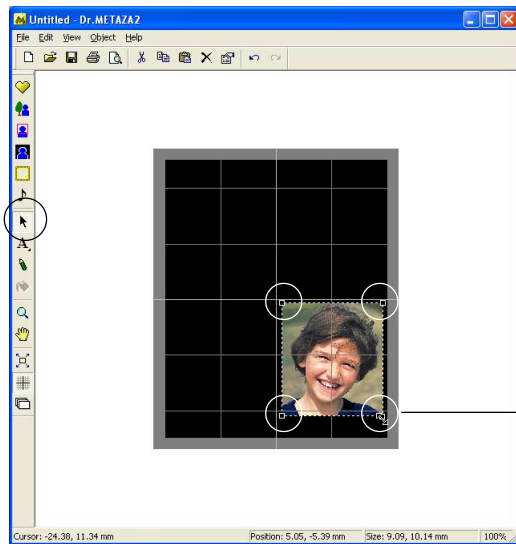 Untitled - Dr.METAZA2
File Edit View Object Help
A
Cursor: -24.38, 11.34 mm Position: 5.05, -5.39 mm Size: 9.09, 10.14 mm 100%